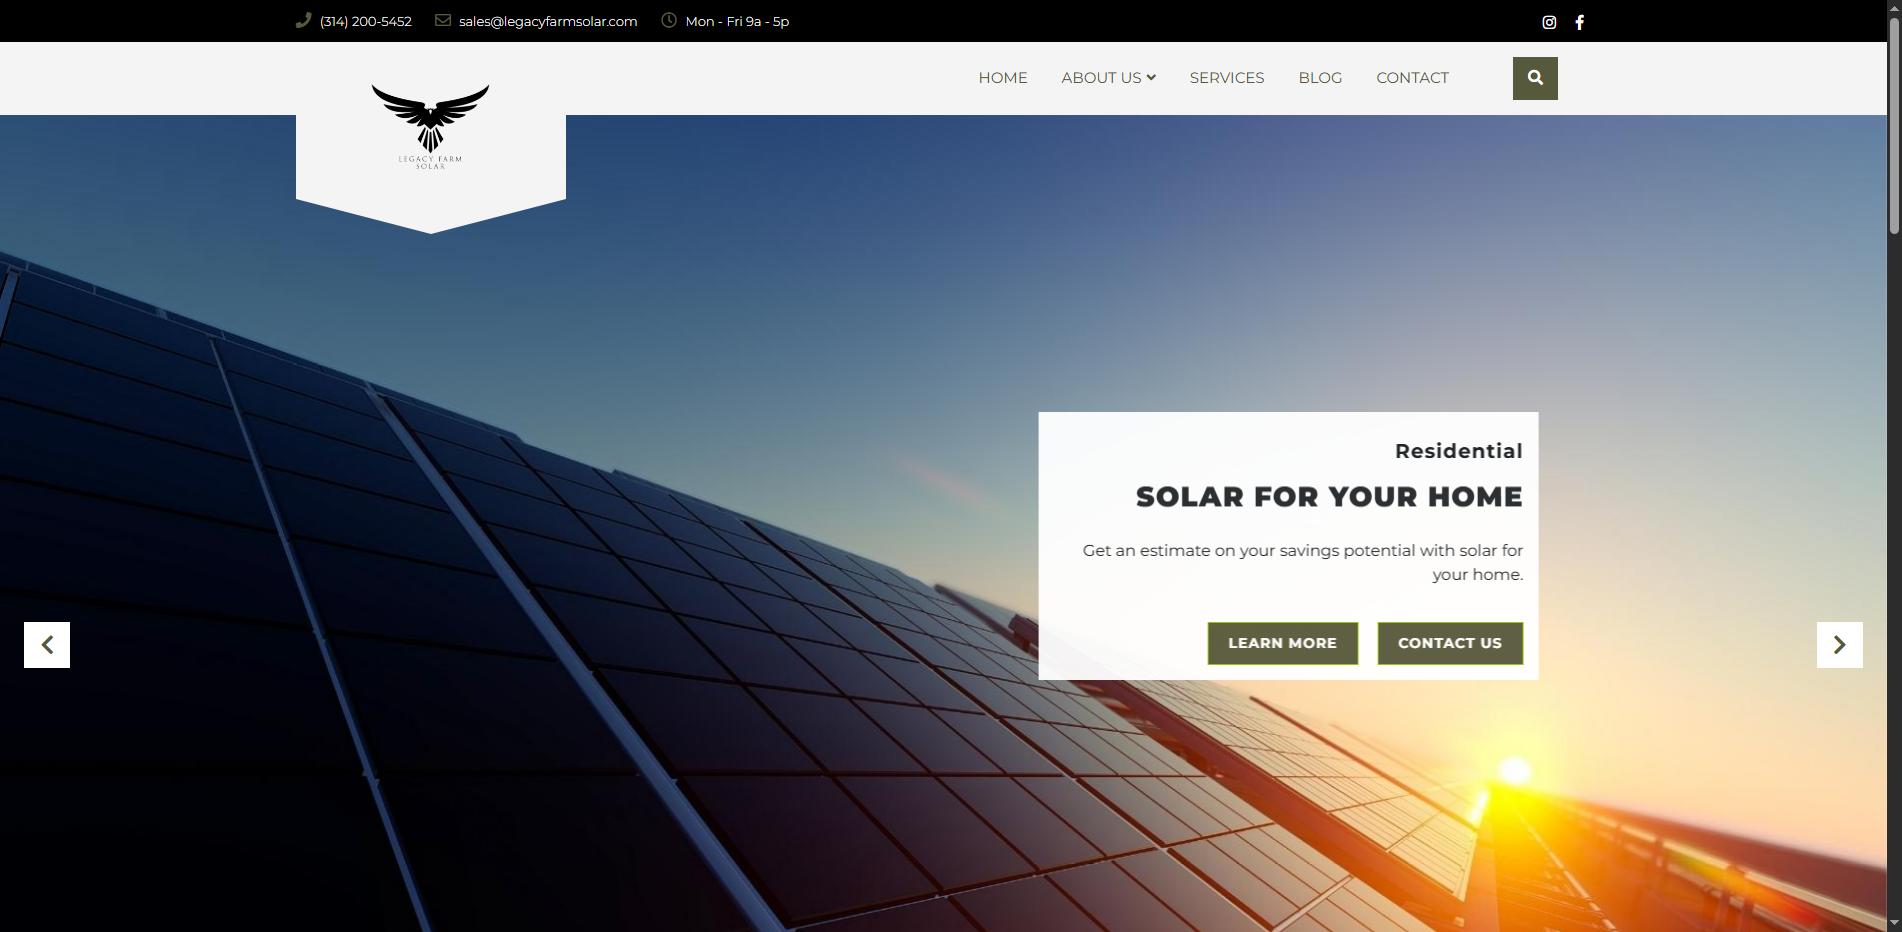 (314) 200-5452 sales@legacyfarmsolar.com Mon - Fri 9a - 5p
HOME ABOUT US SERVICES BLOG CONTACT
LEGACY FARM
SOLAR
Residential
SOLAR FOR YOUR HOME
Get an estimate on your savings potential with solar for
your home.
LEARN MORE CONTACT US